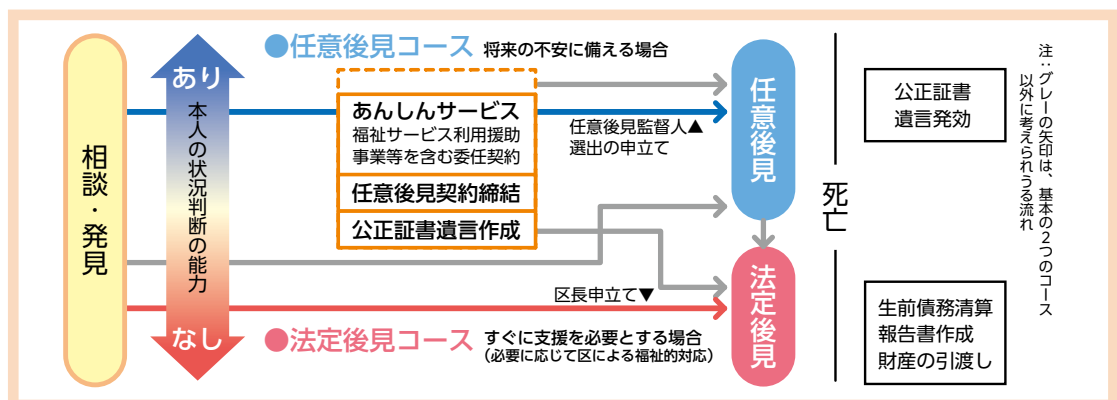 相談・発見
あり
本人の状況判断の能力
なし
●任意後見コース 将来の不安に備える場合
あんしんサービス
福祉サービス利用援助
事業等を含む委任契約
任意後見契約締結
公正証書遺言作成
任意後見監督人▲
選出の申立て
区長申立て▼
●法定後見コース すぐに支援を必要とする場合
(必要に応じて区による福祉的対応)
任意後見
法定後見
死亡
公正証書
遺言発効
生前債務清算
報告書作成
財産の引渡し
注：グレーの矢印は、基本の2つのコース
以外に考えられうる流れ